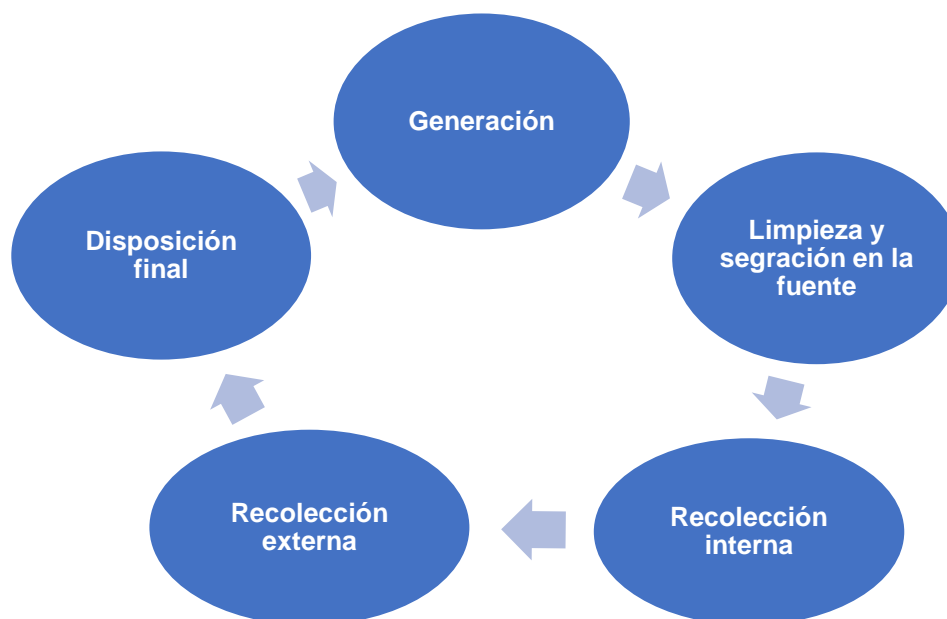 Generación
Limpieza y
segración en la
fuente
Recolección
interna
Recolección
externa
Disposición
final